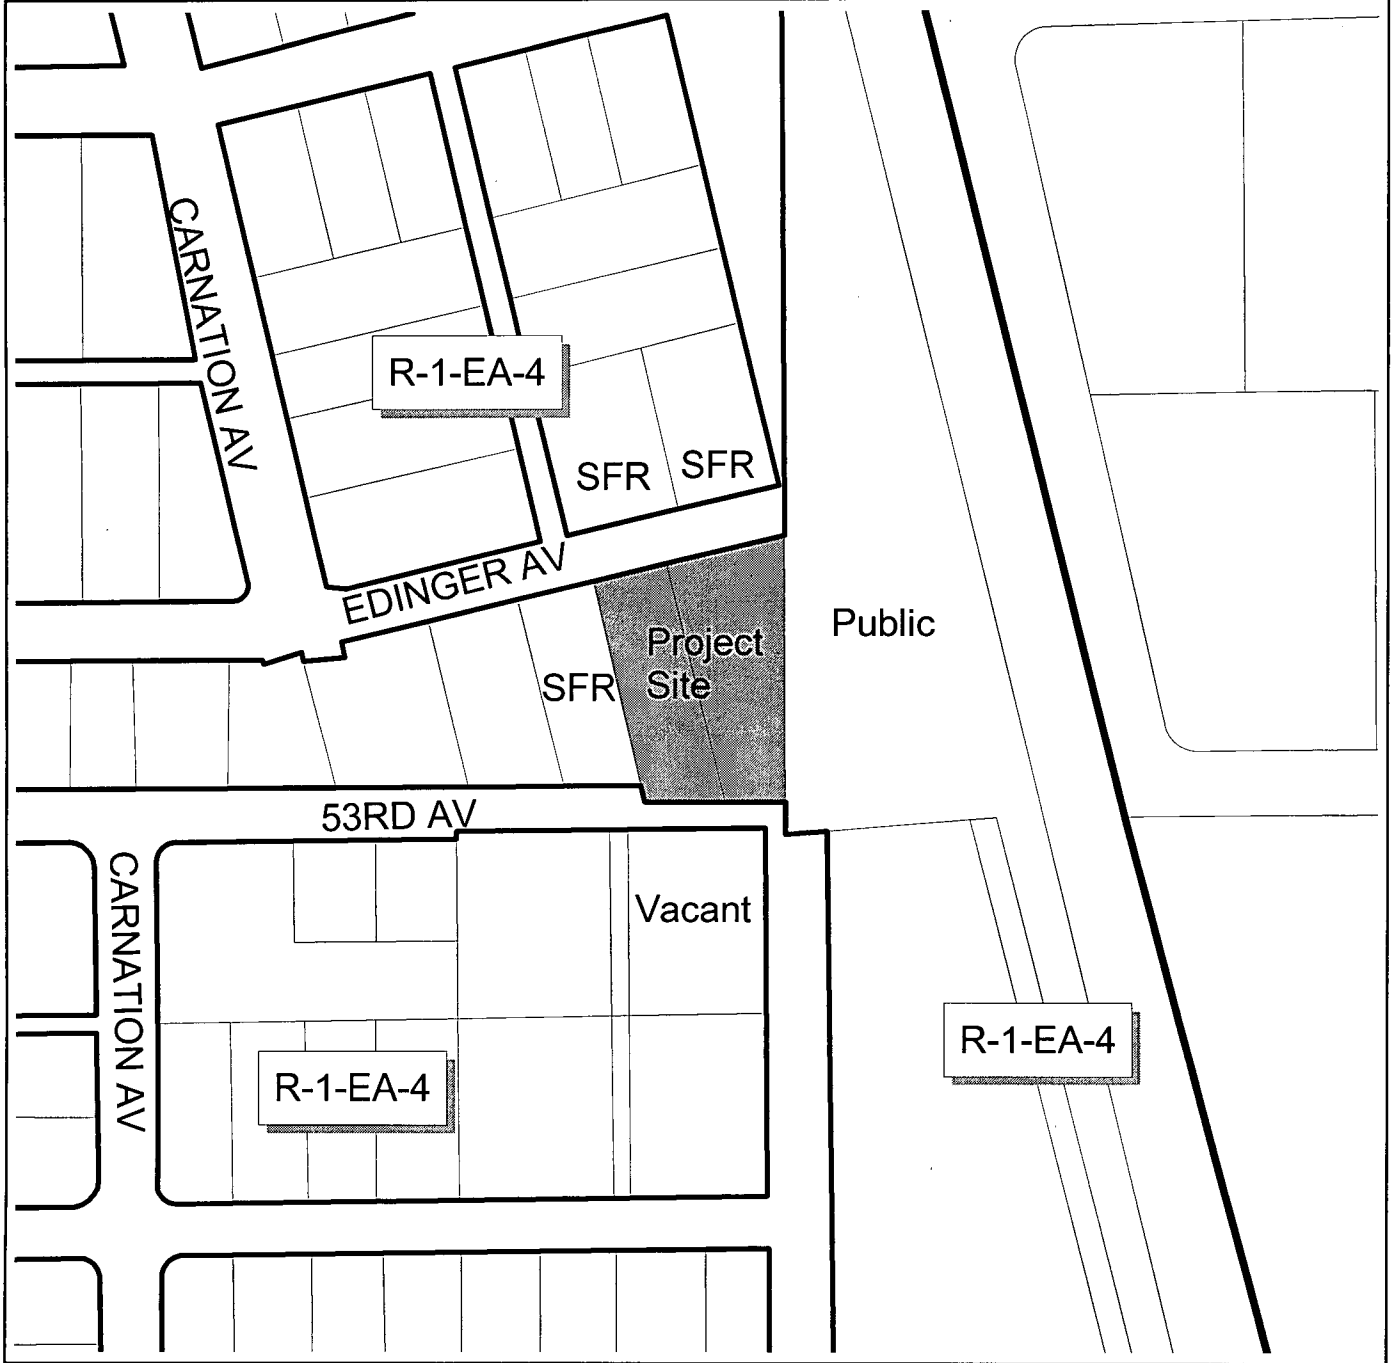 CARNATION AV
R-1-EA-4
SFR
SFR
EDINGER AV
Public
Project
Site
SFR
53RD AV
CARNATION AV
Vacant
R-1-EA-4
R-1-EA-4